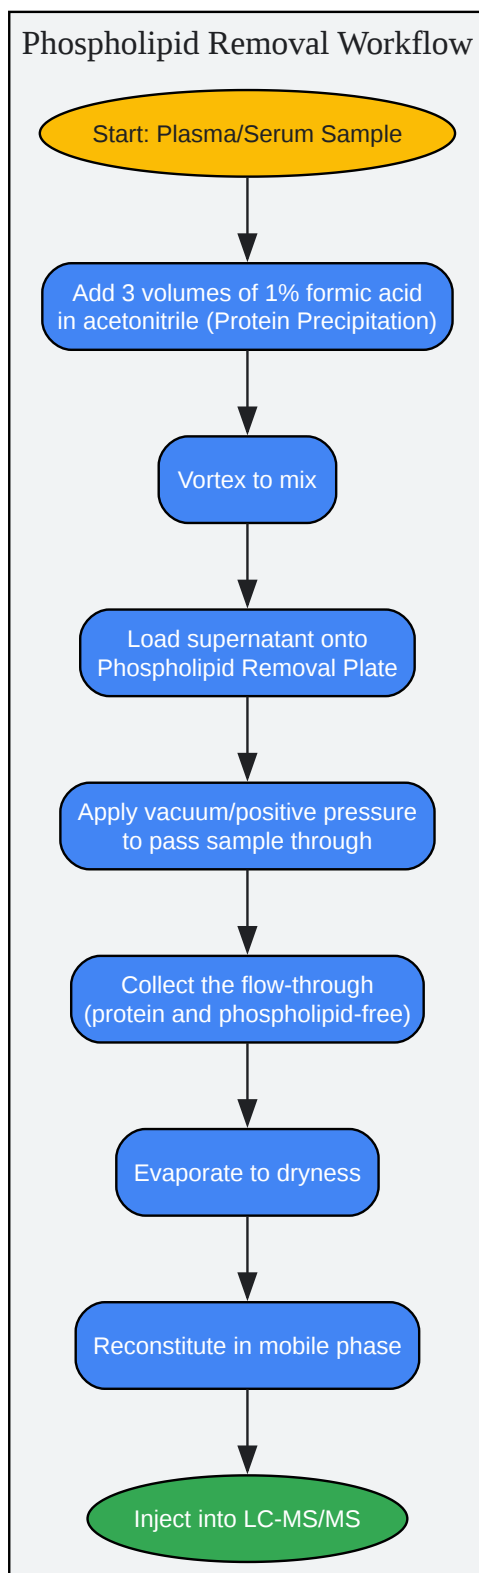 Phospholipid Removal Workflow
Start: Plasma/Serum Sample
Add 3 volumes of 1% formic acid
in acetonitrile (Protein Precipitation)
Vortex to mix
Load supernatant onto
Phospholipid Removal Plate
Apply vacuum/positive pressure
to pass sample through
Collect the flow-through
(protein and phospholipid-free)
Evaporate to dryness
Reconstitute in mobile phase
Inject into LC-MS/MS